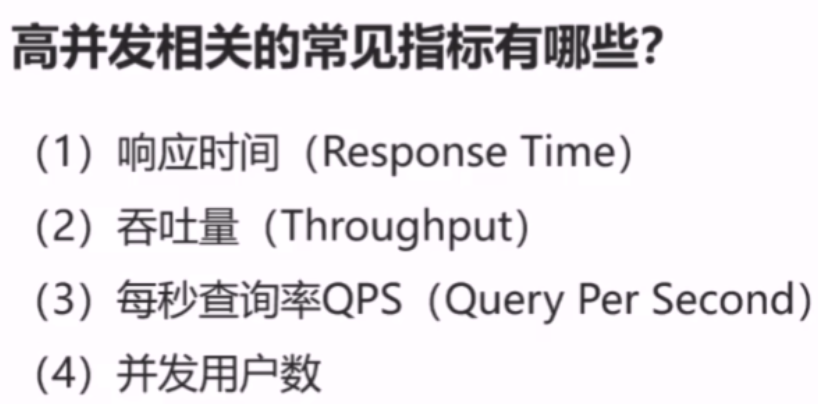 高并发相关的常见指标有哪些?
（1）响应时间（Response Time）
（2）吞吐量（Throughput）
（3）每秒查询率QPS（Query Per Second）
（4）并发用户数